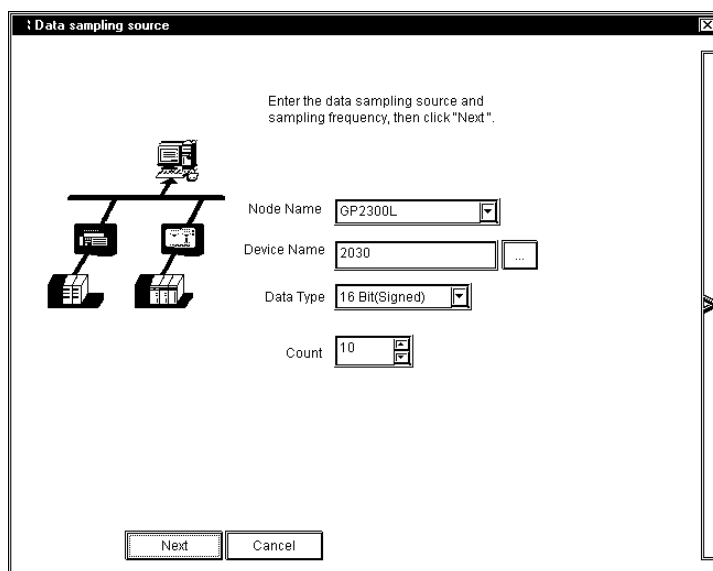 Data sampling source
Enter the data sampling source and
sampling frequency, then click "Next".
Node Name GP2300L
Device Name 2030 ...
Data Type 16 Bit(Signed)
Count 10
Next Cancel